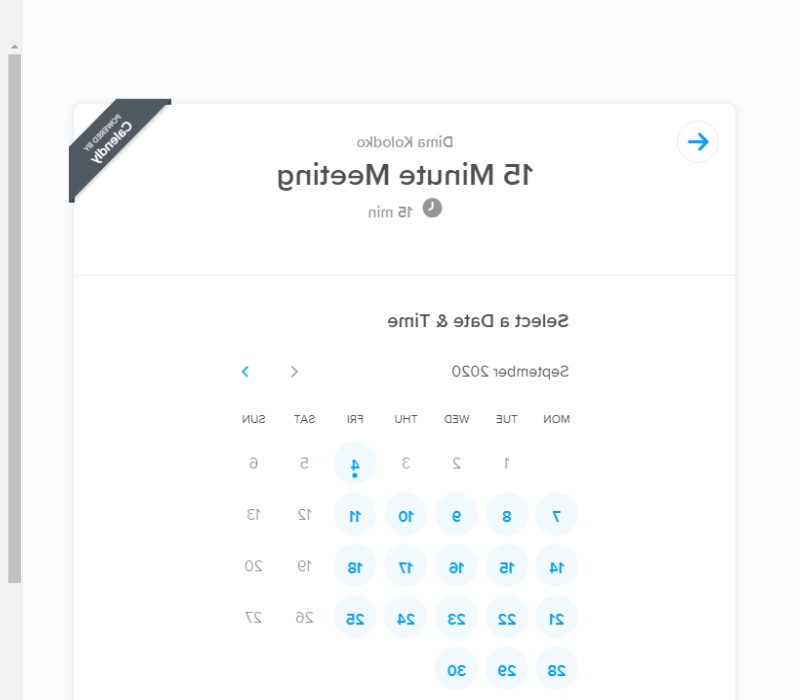 POWERED BY
Calendly
Dima Kolodko
15 Minute Meeting
15 min
Select a Date & Time
September 2020
MON TUE WED THU FRI SAT SUN
1 2 3 4 5 6
7 8 9 10 11 12 13
14 15 16 17 18 19 20
21 22 23 24 25 26 27
28 29 30